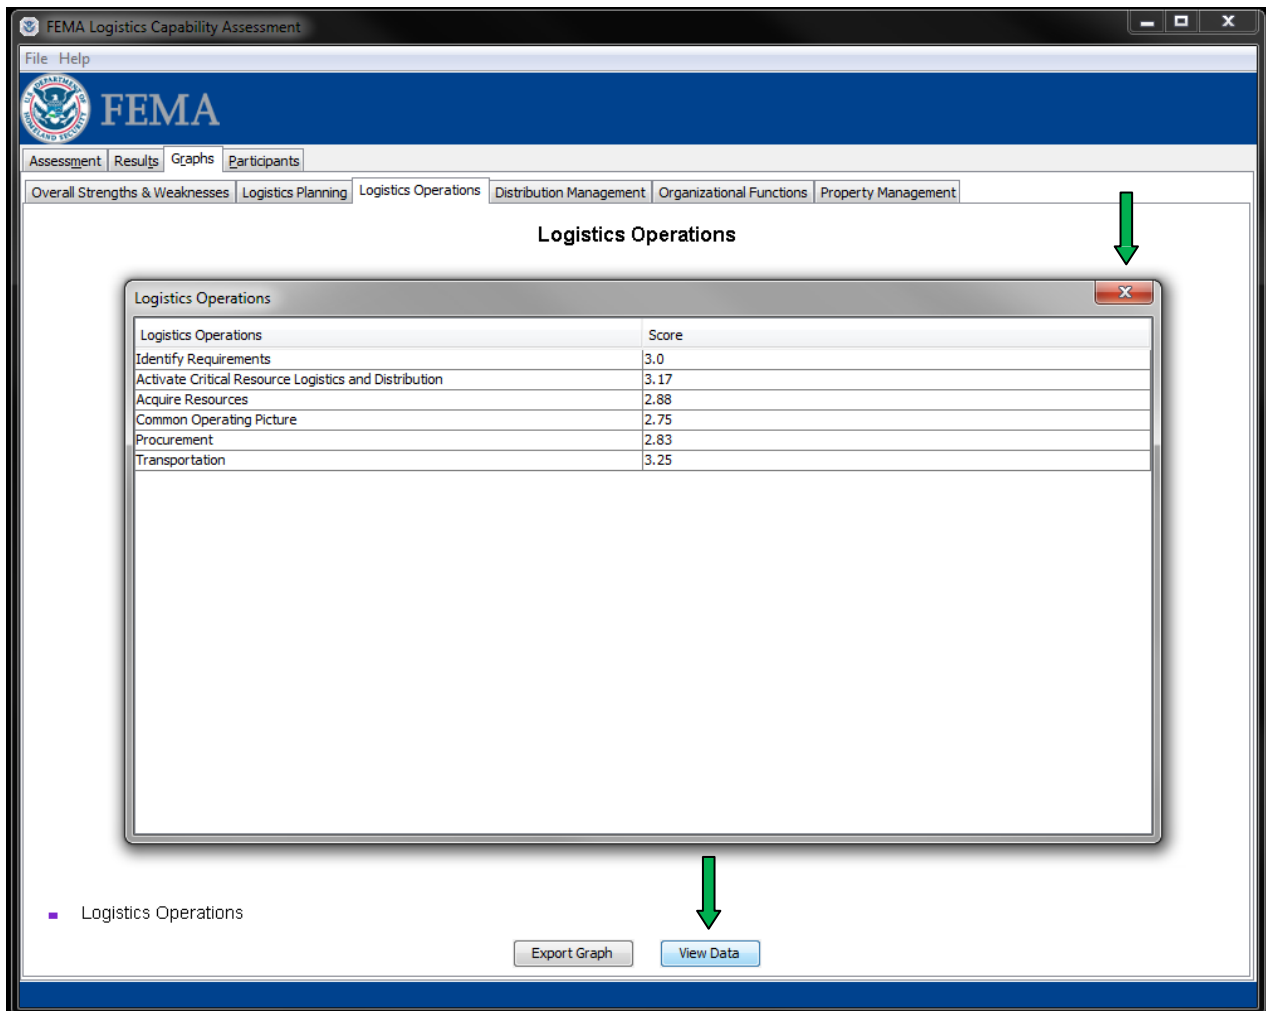 FEMA Logistics Capability Assessment
File Help
FEMA
Assessment Results Graphs Participants
Overall Strengths & Weaknesses Logistics Planning Logistics Operations Distribution Management Organizational Functions Property Management
Logistics Operations
Logistics Operations
Logistics Operations Score
Identify Requirements 3.0
Activate Critical Resource Logistics and Distribution 3.17
Acquire Resources 2.88
Common Operating Picture 2.75
Procurement 2.83
Transportation 3.25
Logistics Operations
Export Graph View Data